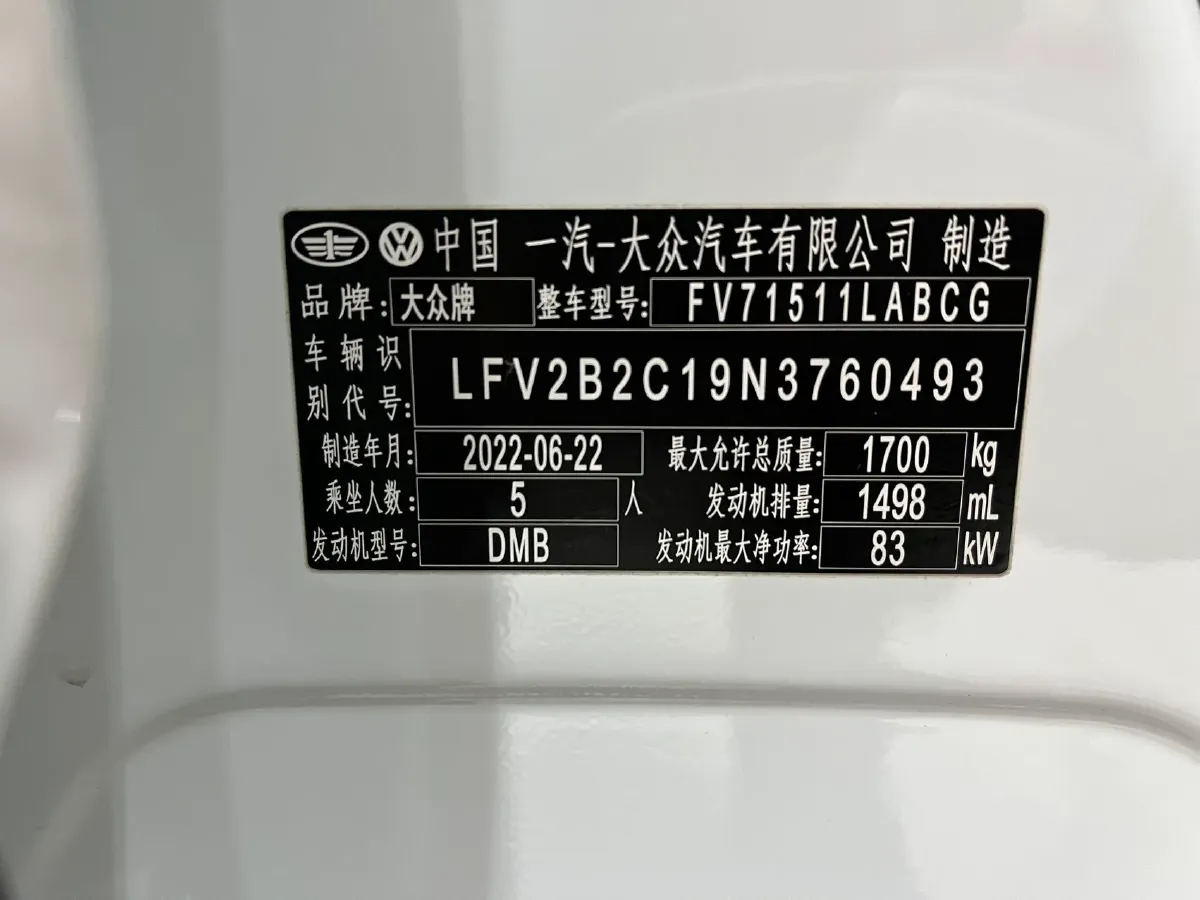 中国 一汽-大众汽车有限公司 制造
品牌: 大众牌 整车型号: FV71511LABCG
车辆识别代号: LFV2B2C19N3760493
制造年月: 2022-06-22 最大允许总质量: 1700 kg
乘坐人数: 5 人 发动机排量: 1498 mL
发动机型号: DMB 发动机最大净功率: 83 kW